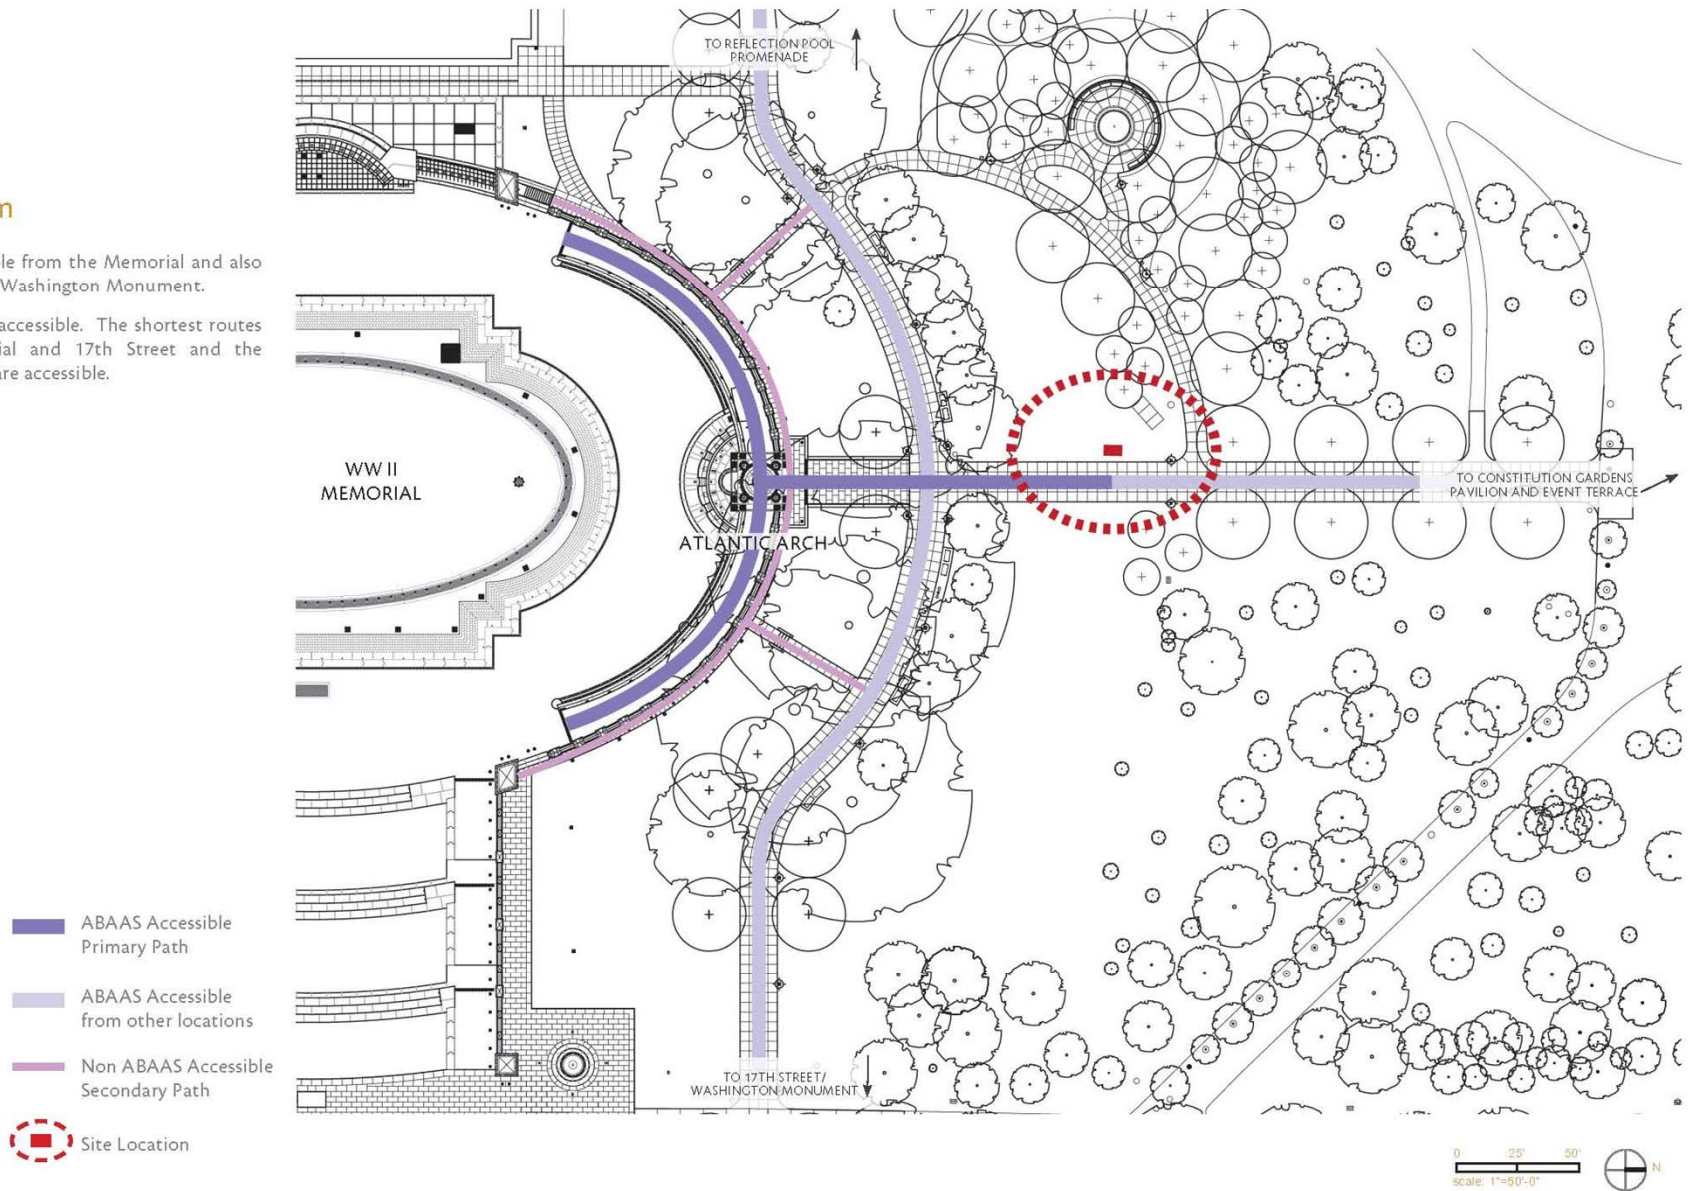 TO REFLECTION POOL
PROMENADE
from the Memorial and also
Washington Monument.
accessible. The shortest routes
and 17th Street and the
are accessible.
WW II
MEMORIAL
ATLANTIC ARCH
TO CONSTITUTION GARDENS
PAVILION AND EVENT TERRACE
ABAAS Accessible
Primary Path
ABAAS Accessible
from other locations
Non ABAAS Accessible
Secondary Path
Site Location
TO 17TH STREET/
WASHINGTON MONUMENT
0 25' 50'
scale: 1"=50'-0"
N